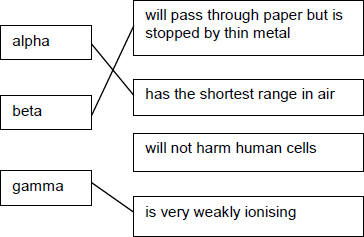 alpha
beta
gamma
will pass through paper but is
stopped by thin metal
has the shortest range in air
will not harm human cells
is very weakly ionising